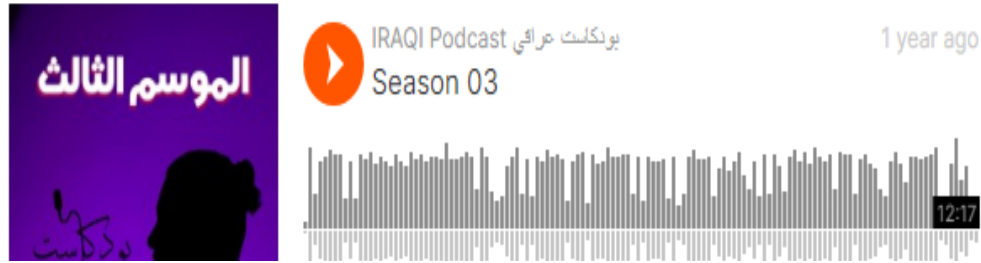 الموسم الثالث
بودكاست
IRAQI Podcast بودكاست عراقي
1 year ago
Season 03
12:17